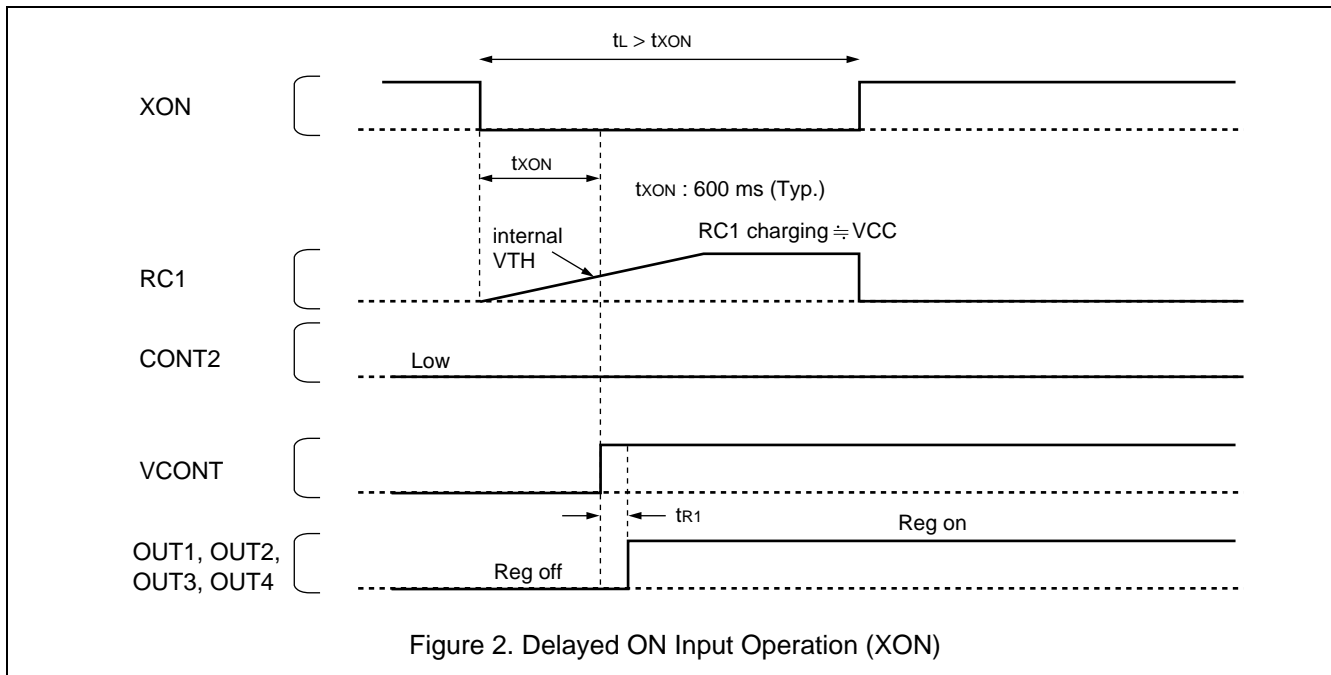 tL > tXON
XON
tXON
tXON : 600 ms (Typ.)
internal
VTH
RC1 charging ≒ VCC
RC1
CONT2
Low
VCONT
tR1
Reg on
OUT1, OUT2,
OUT3, OUT4
Reg off
Figure 2. Delayed ON Input Operation (XON)